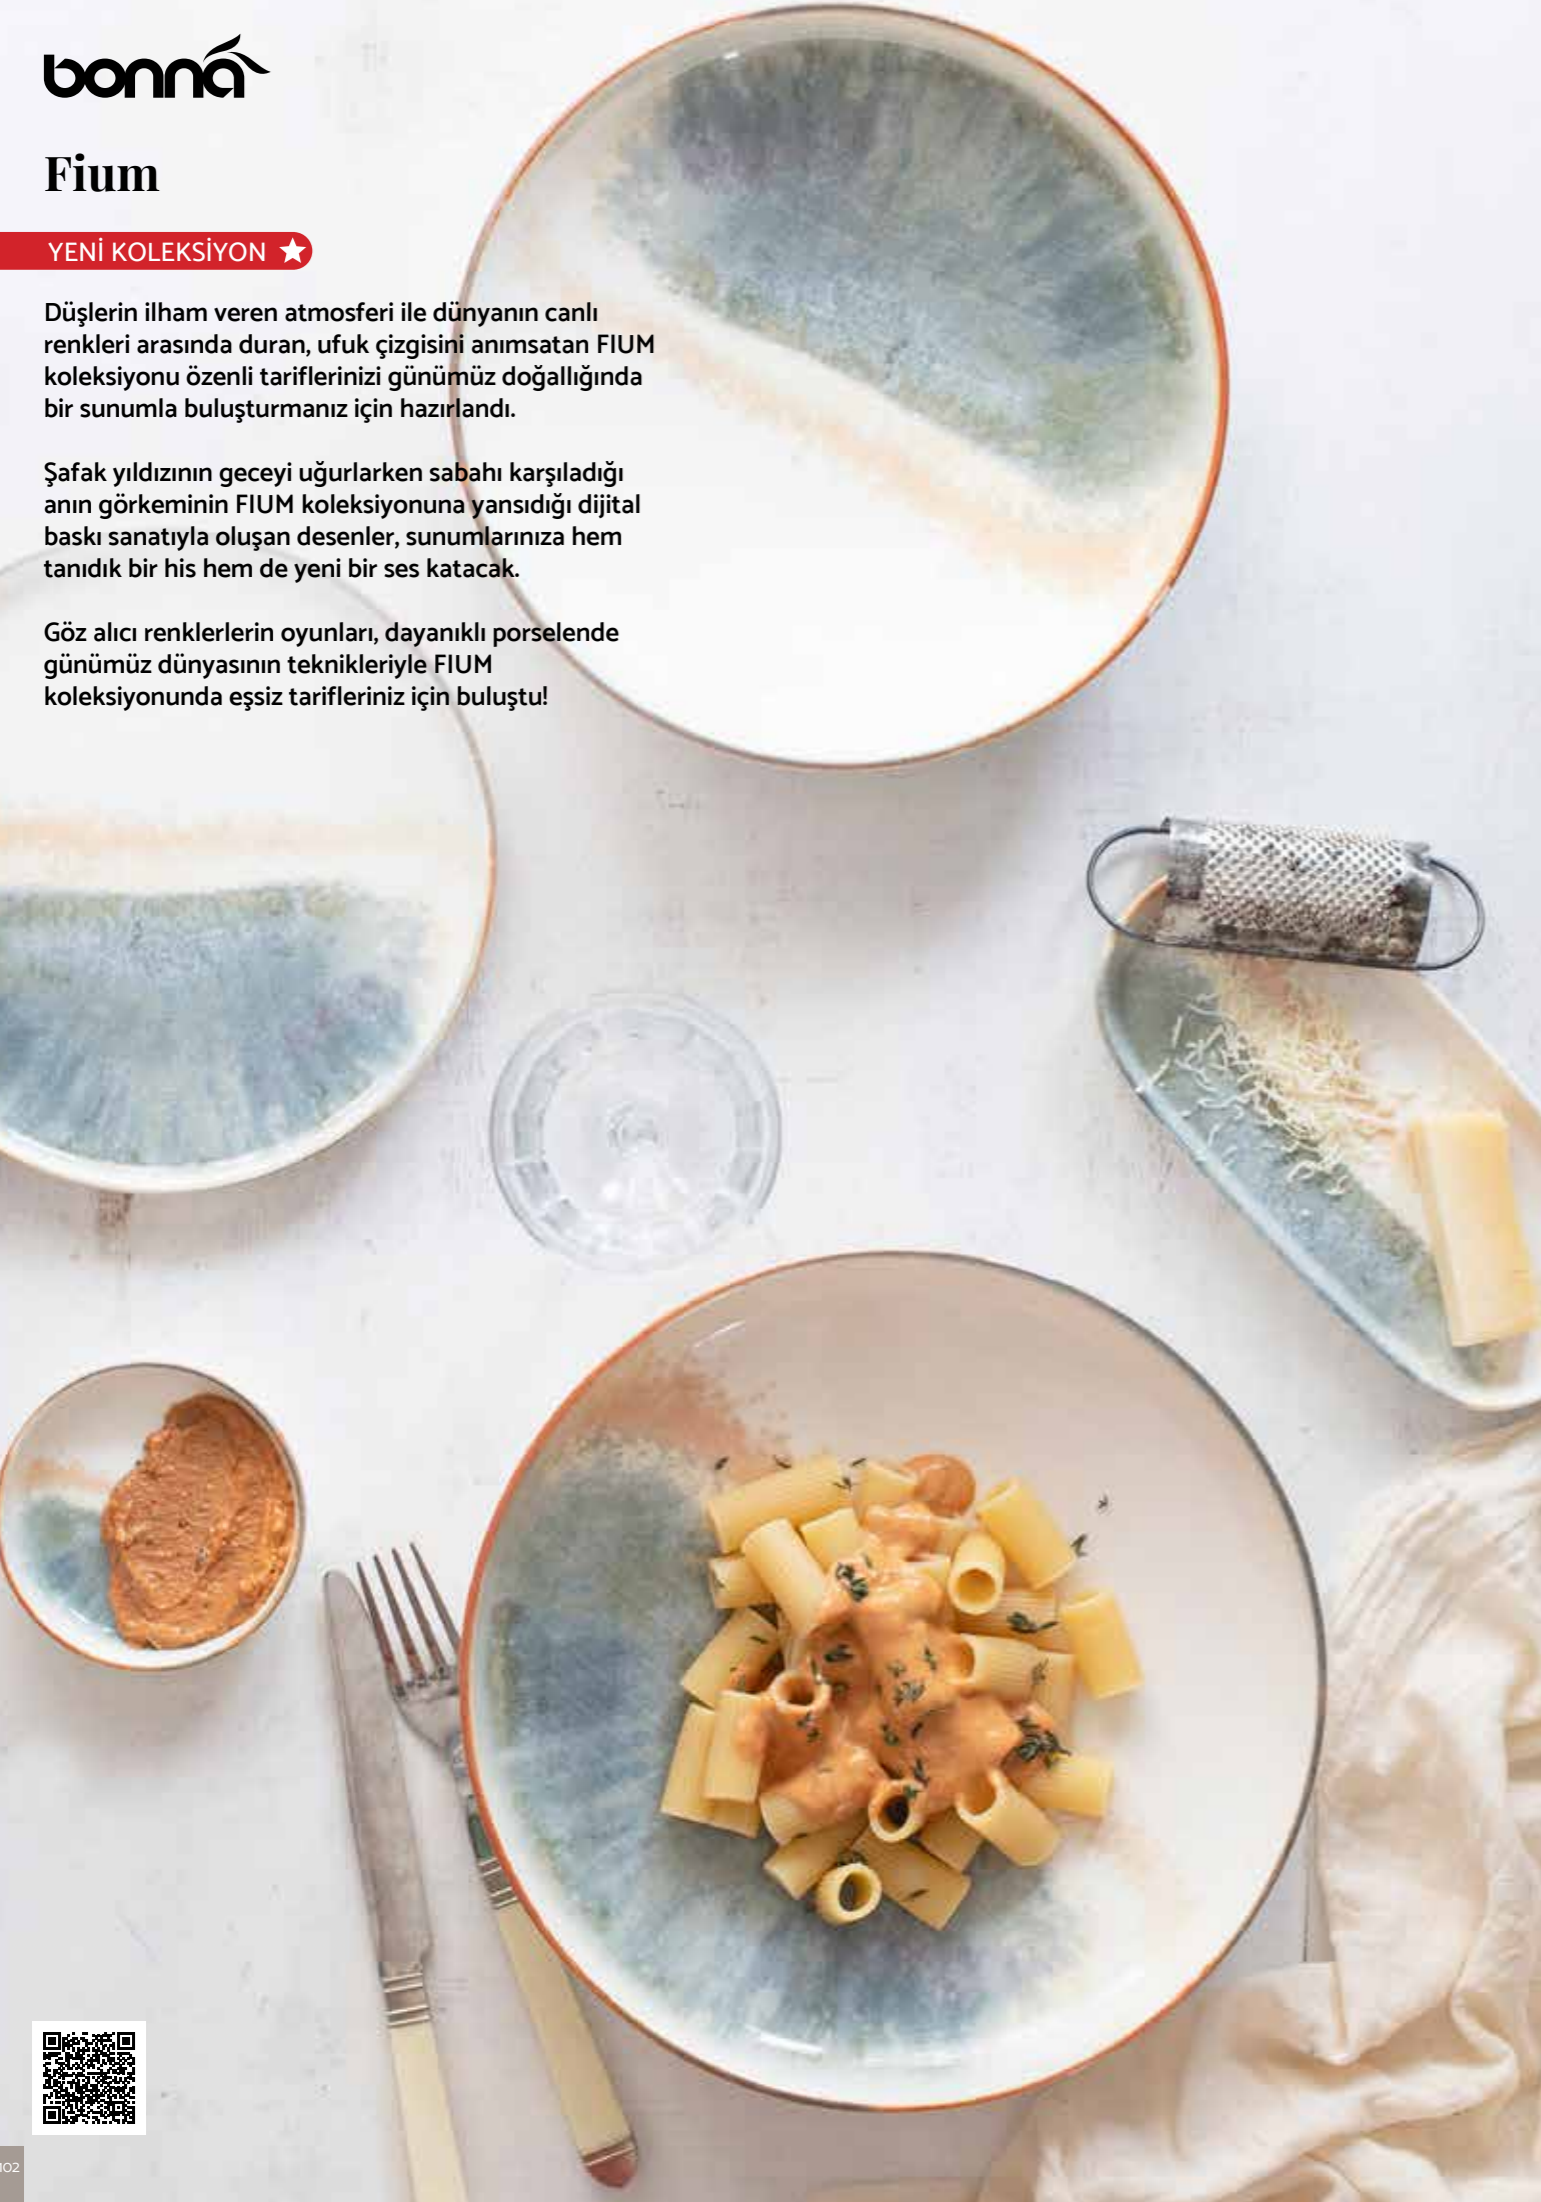 bonna
Fium
YENİ KOLEKSİYON
Düşlerin ilham veren atmosferi ile dünyanın canlı
renkleri arasında duran, ufuk çizgisini anımsatan FIUM
koleksiyonu özenli tariflerinizi günümüz doğallığında
bir sunumla buluşturmanız için hazırlandı.
Şafak yıldızının geceyi uğurlarken sabahı karşıladığı
anın görkeminin FIUM koleksiyonuna yansıdığı dijital
baskı sanatıyla oluşan desenler, sunumlarınıza hem
tanıdık bir his hem de yeni bir ses katacak.
Göz alıcı renklerlerin oyunları, dayanıklı porselende
günümüz dünyasının teknikleriyle FIUM
koleksiyonunda eşsiz tarifleriniz için buluştu!
102